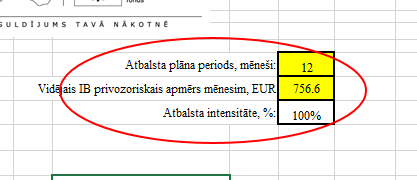 fonds
GULDĪJUMS TAVĀ NĀKOTNĒ
Atbalsta plāna periods, mēneši: 12
Vidējais IB privozoriskais apmērs mēnesim, EUR 756.6
Atbalsta intensitāte, %: 100%